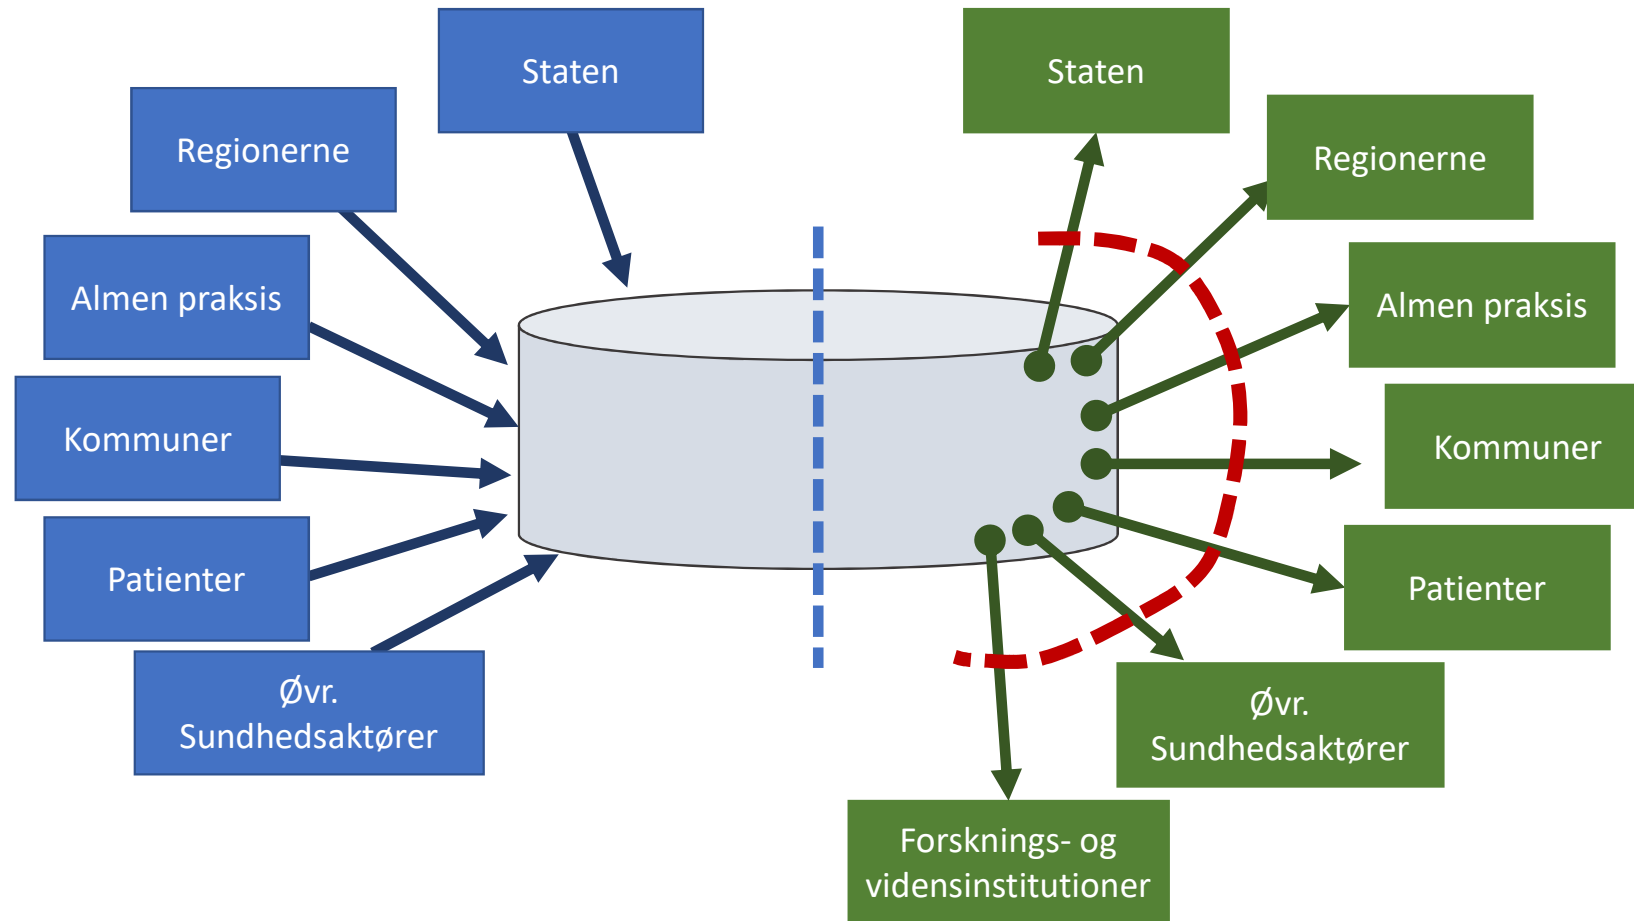 Staten
Regionerne
Almen praksis
Kommuner
Patienter
Øvr.
Sundhedsaktører
Staten
Regionerne
Almen praksis
Kommuner
Patienter
Øvr.
Sundhedsaktører
Forsknings- og
vidensinstitutioner